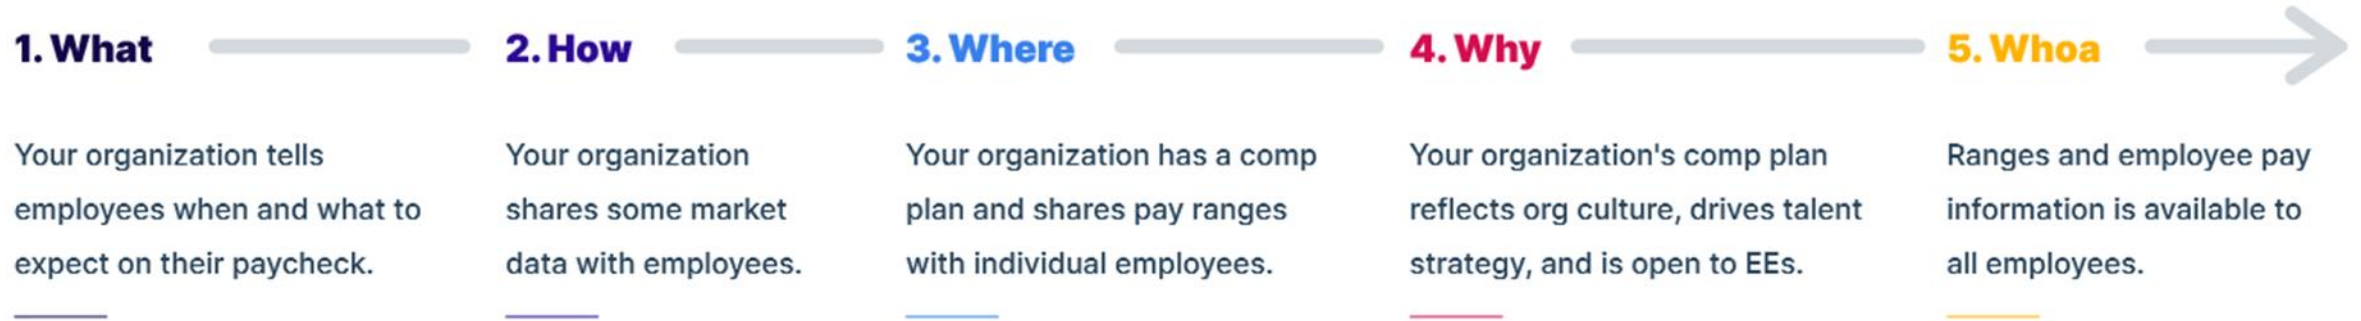 1. What
Your organization tells
employees when and what to
expect on their paycheck.
2. How
Your organization
shares some market
data with employees.
3. Where
Your organization has a comp
plan and shares pay ranges
with individual employees.
4. Why
Your organization's comp plan
reflects org culture, drives talent
strategy, and is open to EEs.
5. Whoa
Ranges and employee pay
information is available to
all employees.